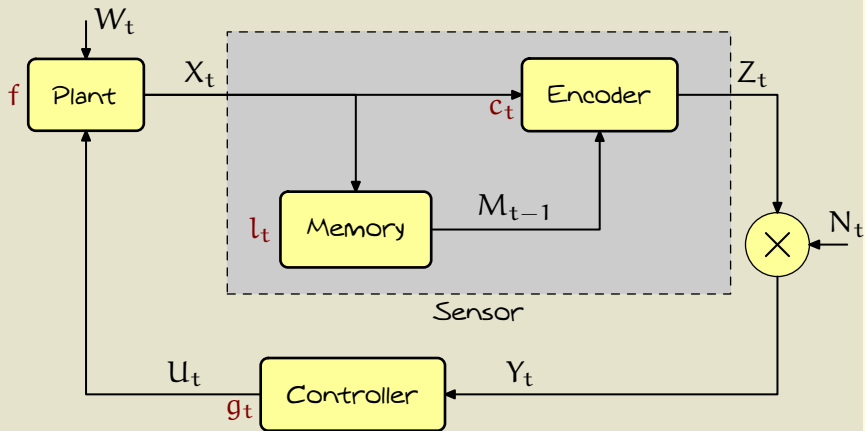 W_t
f
Plant
X_t
c_t
Encoder
Z_t
l_t
Memory
M_{t−1}
×
N_t
Sensor
U_t
g_t
Controller
Y_t